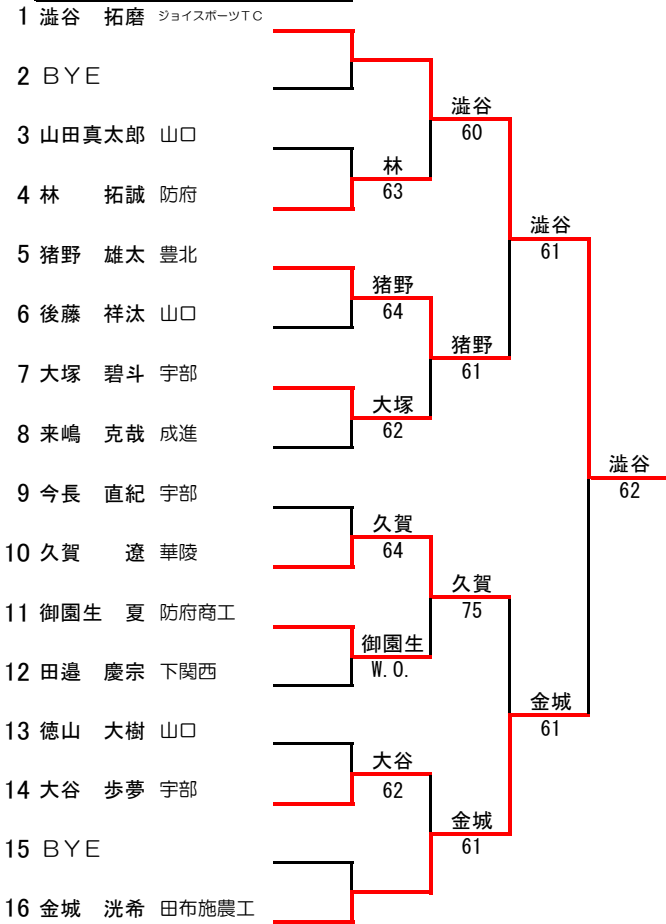 1 澁谷 拓磨 ジョイスポーツTC
2 BYE
3 山田真太郎 山口
4 林 拓誠 防府
5 猪野 雄太 豊北
6 後藤 祥汰 山口
7 大塚 碧斗 宇部
8 来嶋 克哉 成進
9 今長 直紀 宇部
10 久賀 遼 華陵
11 御園生 夏 防府商工
12 田邉 慶宗 下関西
13 徳山 大樹 山口
14 大谷 歩夢 宇部
15 BYE
16 金城 洸希 田布施農工
林
63
猪野
64
大塚
62
久賀
64
御園生
W.O.
大谷
62
澁谷
60
猪野
61
久賀
75
金城
61
澁谷
61
金城
61
澁谷
62